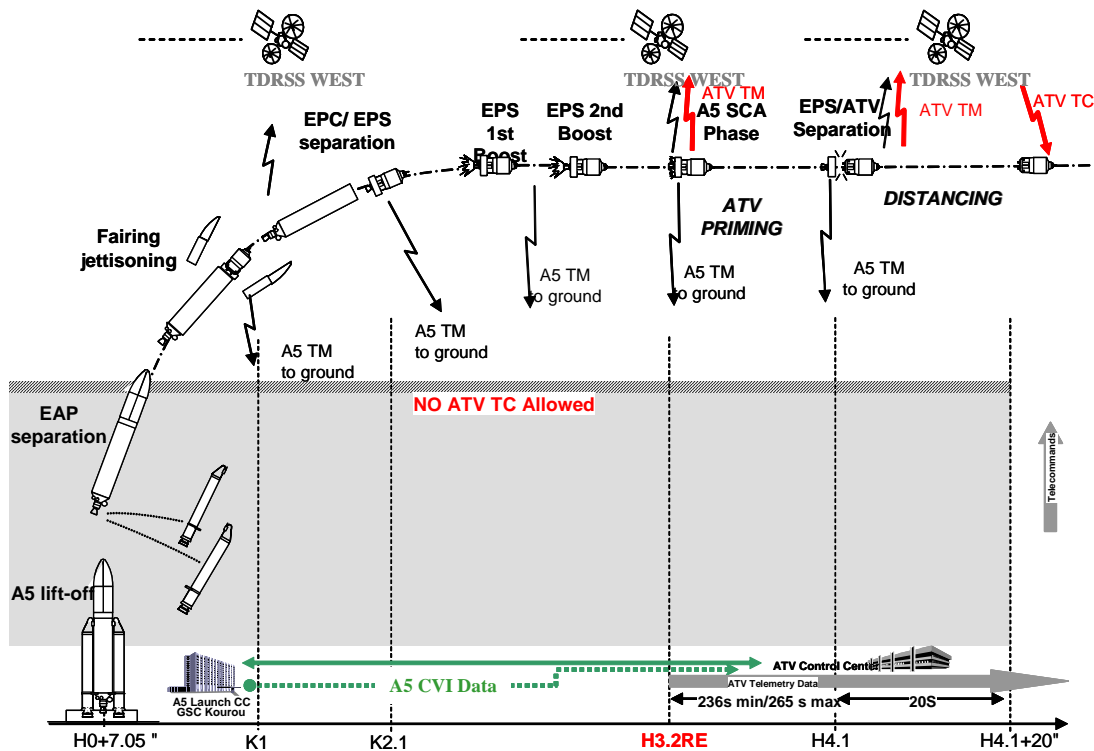 TDRSS WEST
TDRSS WEST
TDRSS WEST
ATV TM
ATV TM
ATV TC
EPC/ EPS
separation
EPS
1st
Boost
EPS 2nd
Boost
A5 SCA
Phase
EPS/ATV
Separation
ATV
PRIMING
DISTANCING
Fairing
jettisoning
A5 TM
to ground
A5 TM
to ground
A5 TM
to ground
A5 TM
to ground
A5 TM
to ground
NO ATV TC Allowed
EAP
separation
Telecommands
A5 lift-off
A5 Launch CC
GSC Kourou
A5 CVI Data
ATV Control Center
ATV Telemetry Data
236s min/265 s max
20S
H0+7.05 "
K1
K2.1
H3.2RE
H4.1
H4.1+20"